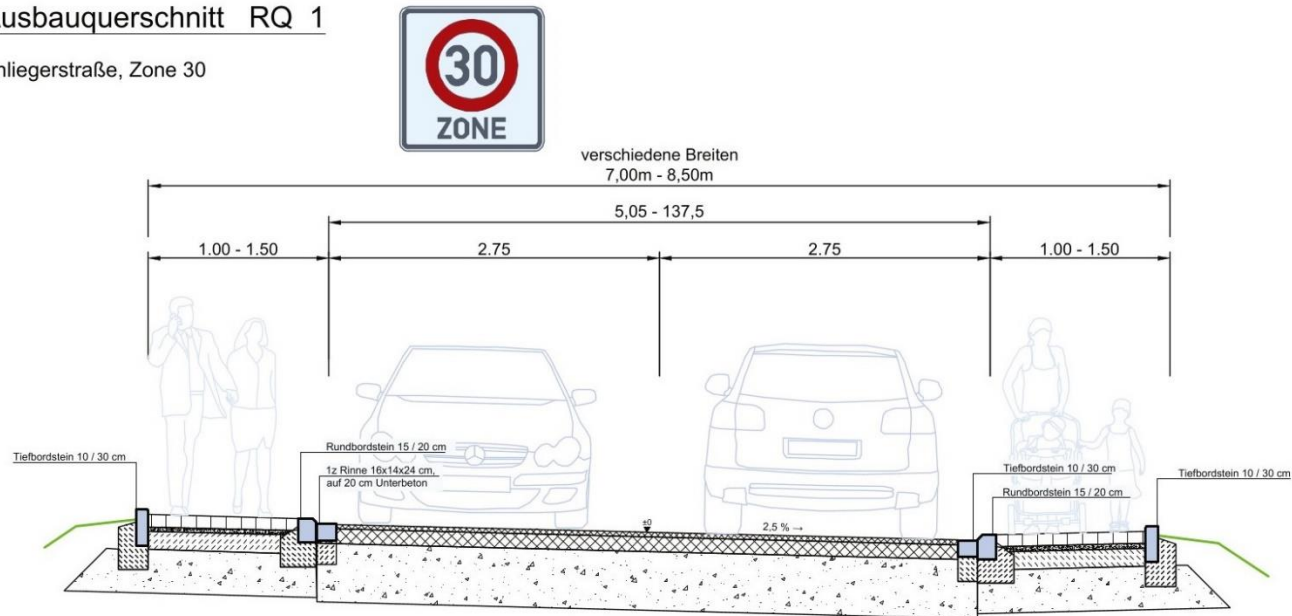 usbauquerschnitt RQ 1
nliegerstraße, Zone 30
30
ZONE
verschiedene Breiten
7,00m - 8,50m
5,05 - 137,5
1.00 - 1.50
2.75
2.75
1.00 - 1.50
Tiefbordstein 10 / 30 cm
Rundbordstein 15 / 20 cm
1z Rinne 16x14x24 cm,
auf 20 cm Unterbeton
±0
2,5 % →
Tiefbordstein 10 / 30 cm
Rundbordstein 15 / 20 cm
Tiefbordstein 10 / 30 cm